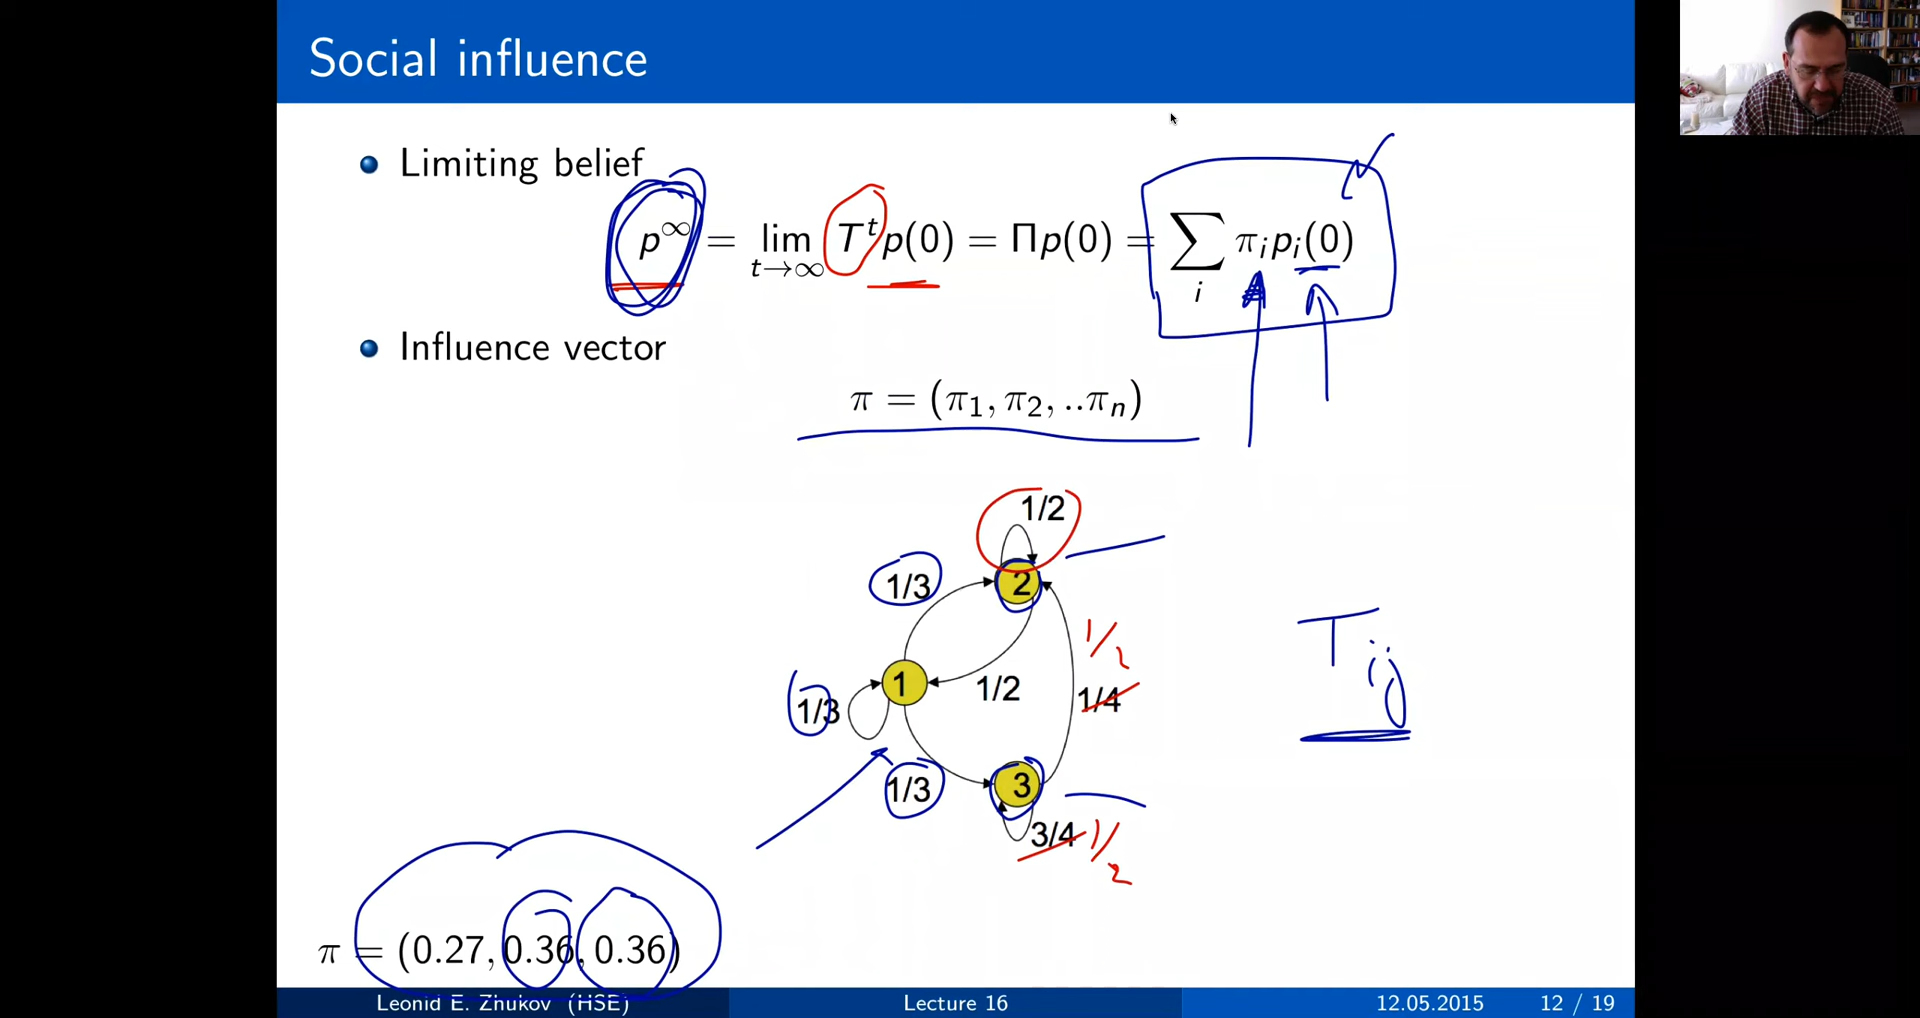 Social influence
Limiting belief
p^∞ = lim_{t→∞} T^t p(0) = Πp(0) = ∑_i π_i p_i(0)
Influence vector
π = (π_1, π_2, ..π_n)
1/2
1/3
2
1/2
1
1/2
1/4
1/3
T_ij
1/3
3
3/4
1/2
π = (0.27, 0.36, 0.36)
Leonid E. Zhukov (HSE) Lecture 16 12.05.2015 12 / 19